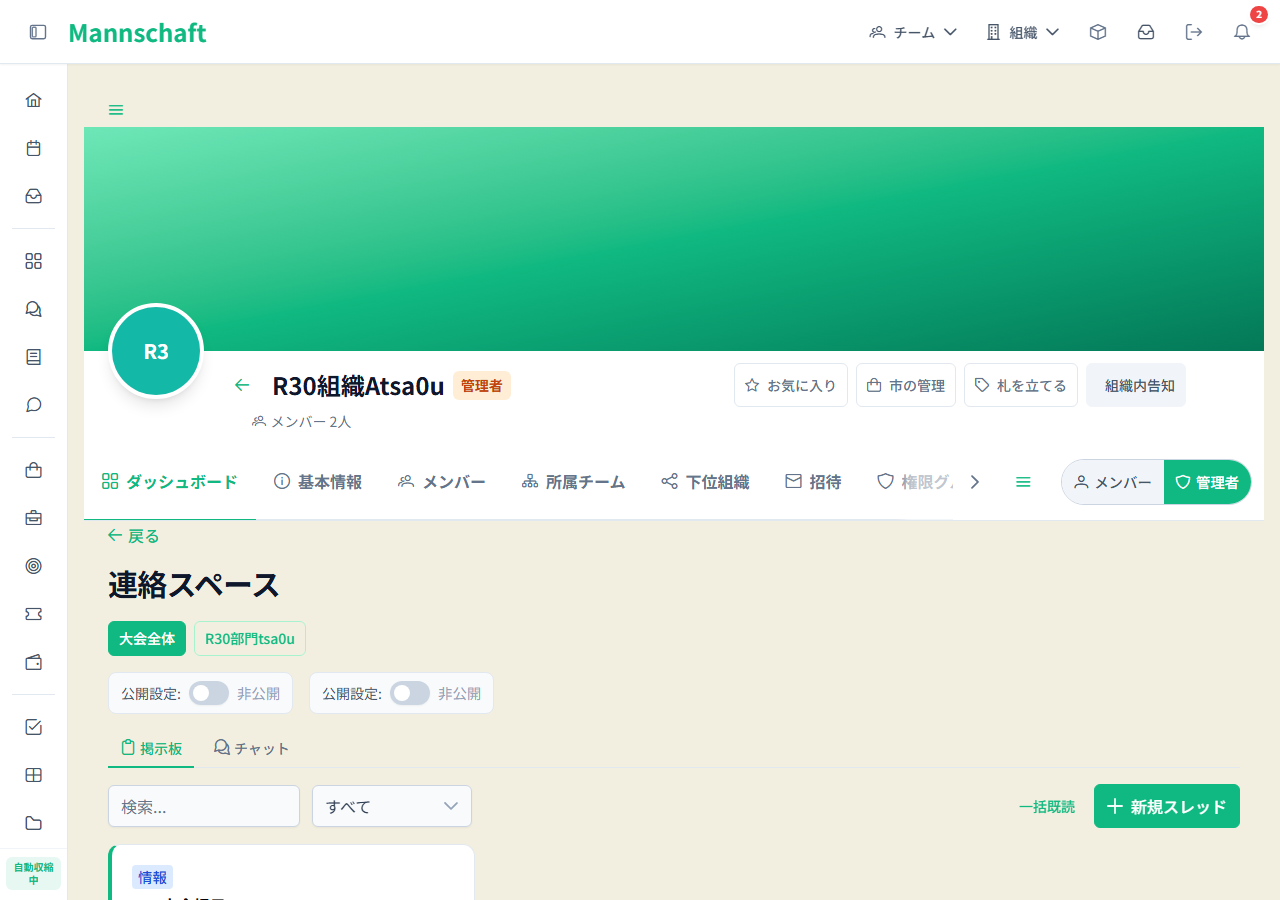 Mannschaft
チーム
組織
2
R3
R30組織Atsa0u
管理者
お気に入り
市の管理
札を立てる
組織内告知
メンバー 2人
ダッシュボード
基本情報
メンバー
所属チーム
下位組織
招待
権限グ
メンバー
管理者
戻る
連絡スペース
大会全体
R30部門tsa0u
公開設定:
非公開
公開設定:
非公開
掲示板
チャット
検索...
すべて
一括既読
新規スレッド
情報
自動収縮
中